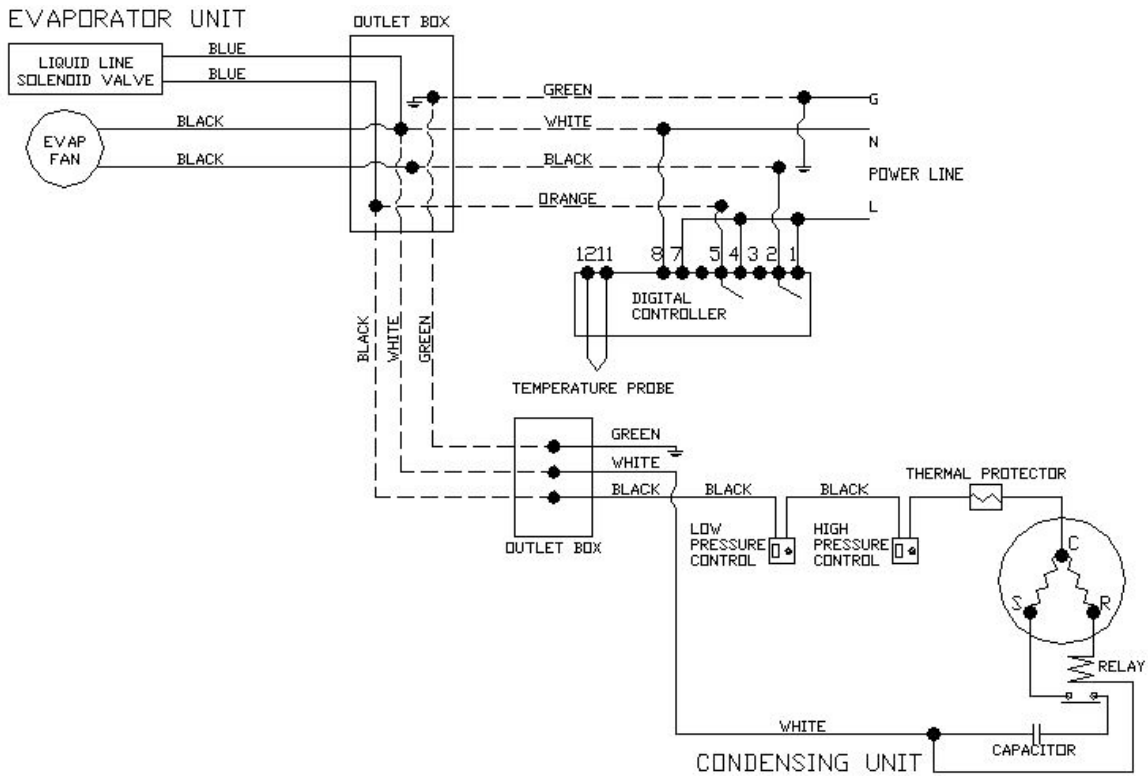 EVAPORATOR UNIT
OUTLET BOX
BLUE
LIQUID LINE
SOLENOID VALVE
BLUE
GREEN
G
BLACK
WHITE
N
EVAP
FAN
BLACK
BLACK
POWER LINE
ORANGE
L
12 11 8 7 5 4 3 2 1
DIGITAL
CONTROLLER
BLACK
WHITE
GREEN
TEMPERATURE PROBE
GREEN
WHITE
BLACK
BLACK
BLACK
THERMAL PROTECTOR
OUTLET BOX
LOW
PRESSURE
CONTROL
HIGH
PRESSURE
CONTROL
C
S
R
RELAY
WHITE
CAPACITOR
CONDENSING UNIT